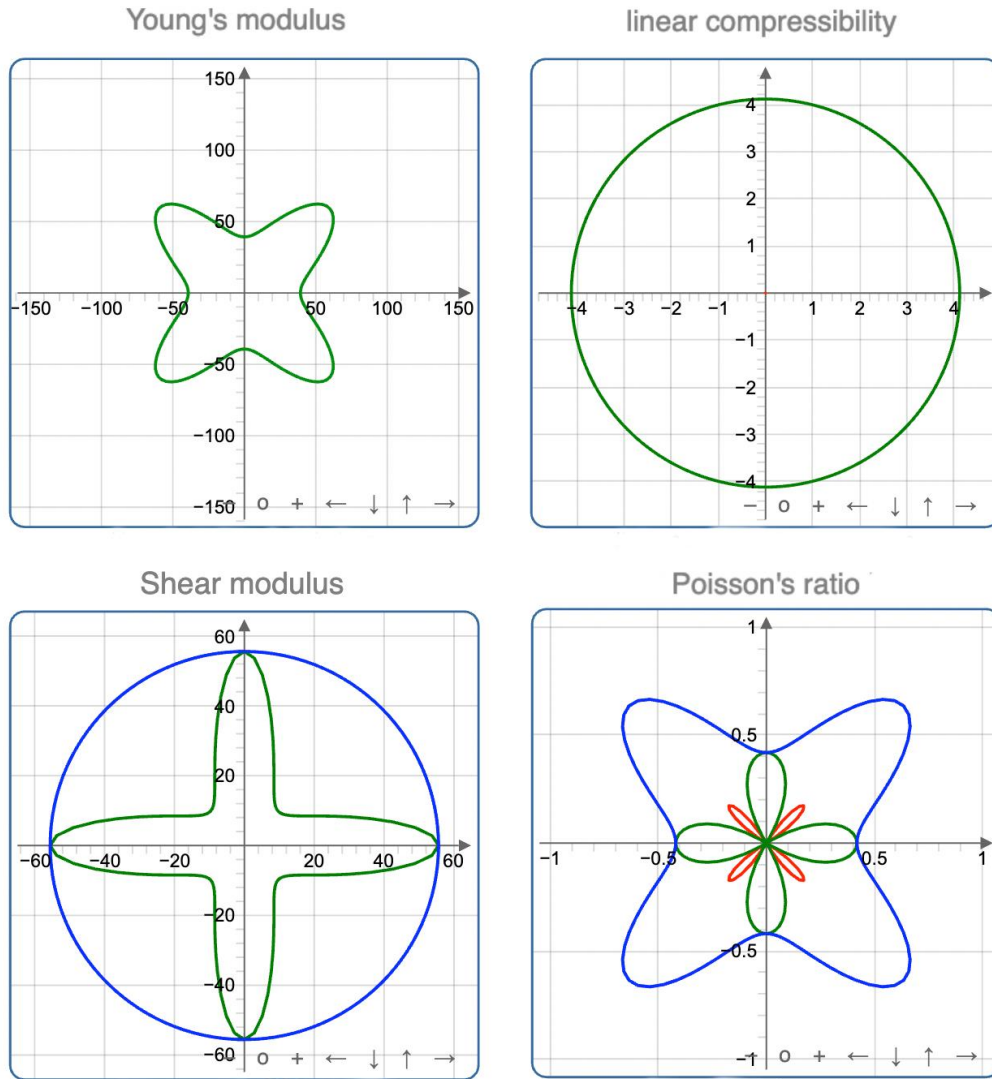 Young's modulus
linear compressibility
150
100
50
−150 −100 −50 50 100 150
−50
−100
−150 o + ← ↓ ↑ →
4
3
2
1
−4 −3 −2 −1 1 2 3 4
−1
−2
−3
−4
− o + ← ↓ ↑ →
Shear modulus
Poisson's ratio
60
40
20
−60 −40 −20 20 40 60
−20
−40
−60 o + ← ↓ ↑ →
1
0.5
−1 −0.5 0.5 1
−0.5
−1 o + ← ↓ ↑ →